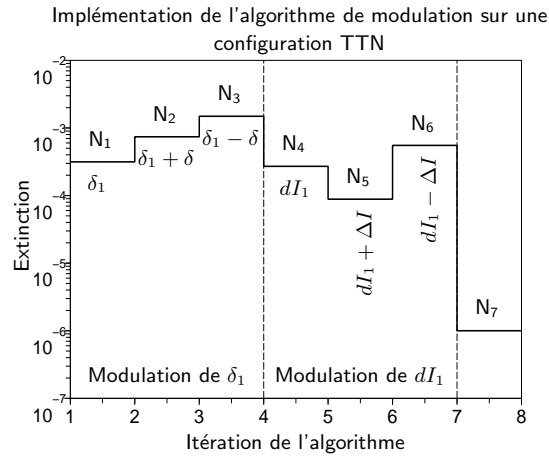 Implémentation de l'algorithme de modulation sur une
configuration TTN
Extinction
10⁻²
10⁻³
10⁻⁴
10⁻⁵
10⁻⁶
10⁻⁷
N₁
N₂
N₃
N₄
N₅
N₆
N₇
δ₁
δ₁ + δ
δ₁ − δ
dI₁
dI₁ + ΔI
dI₁ − ΔI
Modulation de δ₁
Modulation de dI₁
1 2 3 4 5 6 7 8
Itération de l'algorithme